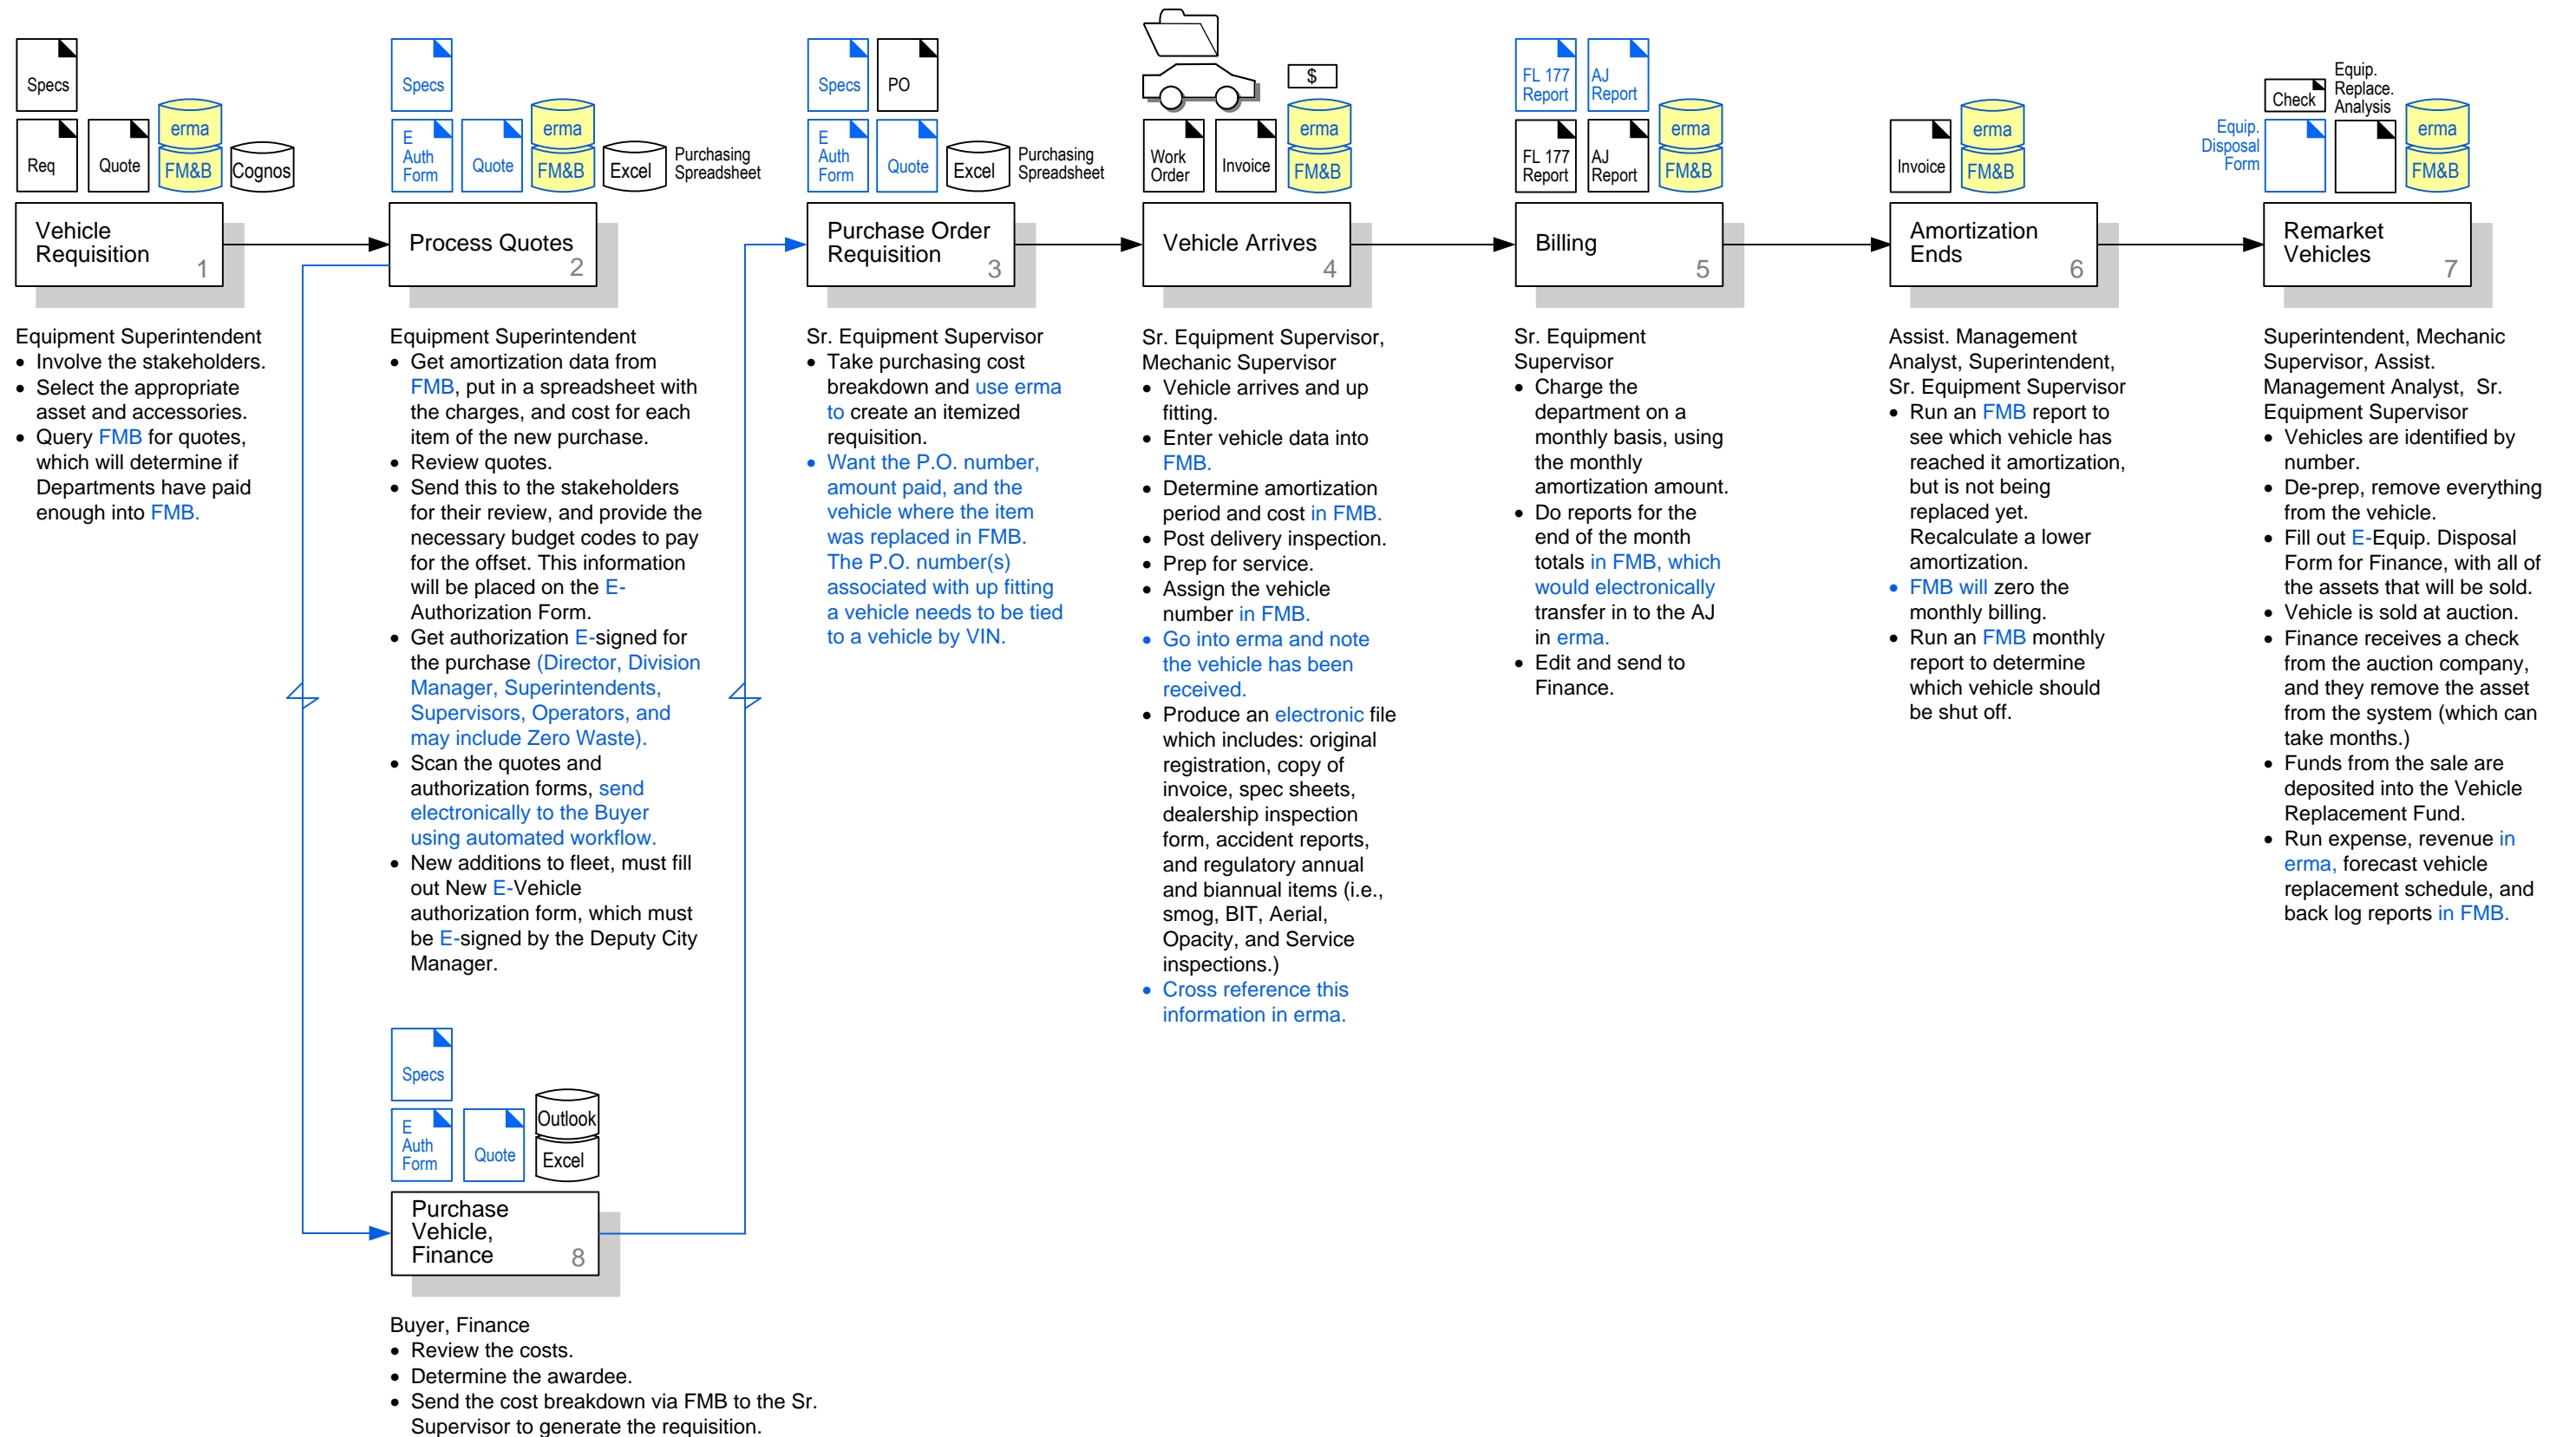 Specs
Req
Quote
erma
FM&B
Cognos
Vehicle
Requisition
1
Equipment Superintendent
• Involve the stakeholders.
• Select the appropriate
asset and accessories.
• Query FMB for quotes,
which will determine if
Departments have paid
enough into FMB.
Specs
E
Auth
Form
Quote
erma
FM&B
Excel
Purchasing
Spreadsheet
Process Quotes
2
Equipment Superintendent
• Get amortization data from
FMB, put in a spreadsheet with
the charges, and cost for each
item of the new purchase.
• Review quotes.
• Send this to the stakeholders
for their review, and provide the
necessary budget codes to pay
for the offset. This information
will be placed on the E-
Authorization Form.
• Get authorization E-signed for
the purchase (Director, Division
Manager, Superintendents,
Supervisors, Operators, and
may include Zero Waste).
• Scan the quotes and
authorization forms, send
electronically to the Buyer
using automated workflow.
• New additions to fleet, must fill
out New E-Vehicle
authorization form, which must
be E-signed by the Deputy City
Manager.
Specs
PO
E
Auth
Form
Quote
Excel
Purchasing
Spreadsheet
Purchase Order
Requisition
3
Sr. Equipment Supervisor
• Take purchasing cost
breakdown and use erma
to create an itemized
requisition.
• Want the P.O. number,
amount paid, and the
vehicle where the item
was replaced in FMB.
The P.O. number(s)
associated with up fitting
a vehicle needs to be tied
to a vehicle by VIN.
$
Work
Order
Invoice
erma
FM&B
Vehicle Arrives
4
Sr. Equipment Supervisor,
Mechanic Supervisor
• Vehicle arrives and up
fitting.
• Enter vehicle data into
FMB.
• Determine amortization
period and cost in FMB.
• Post delivery inspection.
• Prep for service.
• Assign the vehicle
number in FMB.
• Go into erma and note
the vehicle has been
received.
• Produce an electronic file
which includes: original
registration, copy of
invoice, spec sheets,
dealership inspection
form, accident reports,
and regulatory annual
and biannual items (i.e.,
smog, BIT, Aerial,
Opacity, and Service
inspections.)
• Cross reference this
information in erma.
FL 177
Report
AJ
Report
FL 177
Report
AJ
Report
erma
FM&B
Billing
5
Sr. Equipment
Supervisor
• Charge the
department on a
monthly basis, using
the monthly
amortization amount.
• Do reports for the
end of the month
totals in FMB, which
would electronically
transfer in to the AJ
in erma.
• Edit and send to
Finance.
Invoice
erma
FM&B
Amortization
Ends
6
Assist. Management
Analyst, Superintendent,
Sr. Equipment Supervisor
• Run an FMB report to
see which vehicle has
reached it amortization,
but is not being
replaced yet.
Recalculate a lower
amortization.
• FMB will zero the
monthly billing.
• Run an FMB monthly
report to determine
which vehicle should
be shut off.
Check
Equip.
Replace.
Analysis
Equip.
Disposal
Form
erma
FM&B
Remarket
Vehicles
7
Superintendent, Mechanic
Supervisor, Assist.
Management Analyst, Sr.
Equipment Supervisor
• Vehicles are identified by
number.
• De-prep, remove everything
from the vehicle.
• Fill out E-Equip. Disposal
Form for Finance, with all of
the assets that will be sold.
• Vehicle is sold at auction.
• Finance receives a check
from the auction company,
and they remove the asset
from the system (which can
take months.)
• Funds from the sale are
deposited into the Vehicle
Replacement Fund.
• Run expense, revenue in
erma, forecast vehicle
replacement schedule, and
back log reports in FMB.
Specs
E
Auth
Form
Quote
Outlook
Excel
Purchase
Vehicle,
Finance
8
Buyer, Finance
• Review the costs.
• Determine the awardee.
• Send the cost breakdown via FMB to the Sr.
Supervisor to generate the requisition.